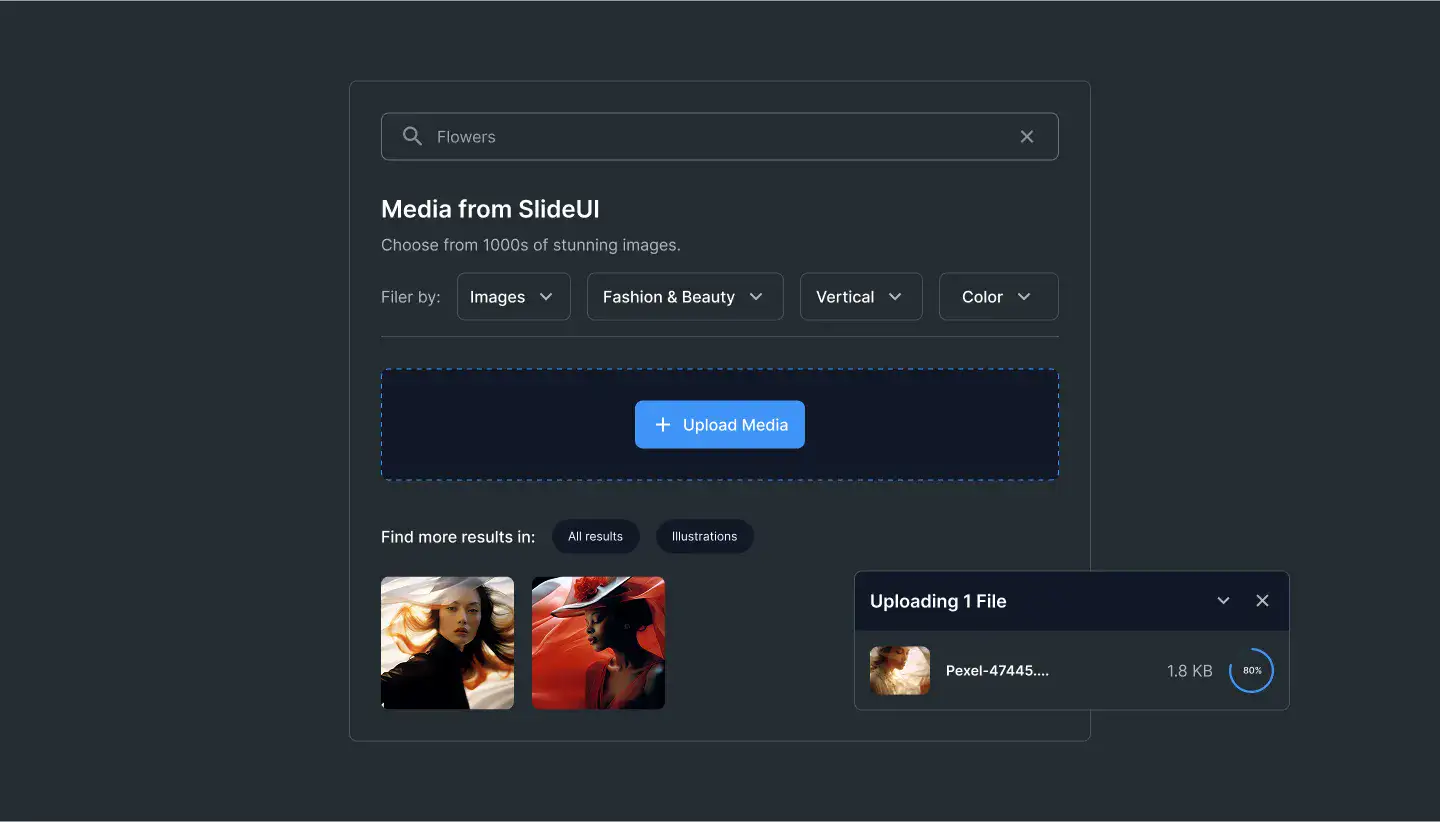 Flowers
Media from SlideUI
Choose from 1000s of stunning images.
Filer by: Images Fashion & Beauty Vertical Color
Upload Media
Find more results in: All results Illustrations
Uploading 1 File
Pexel-47445.... 1.8 KB 80%